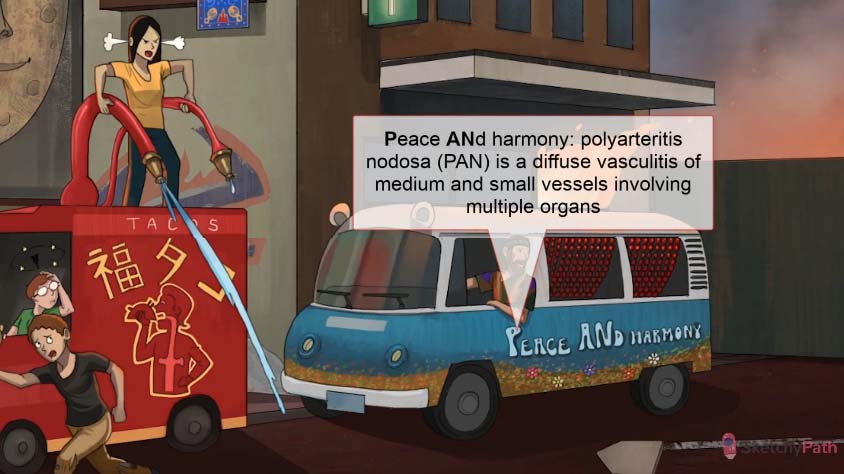 Peace ANd harmony: polyarteritis
nodosa (PAN) is a diffuse vasculitis of
medium and small vessels involving
multiple organs
TACOS
福タコ
PEACE ANd HARMONY
SketchyPath